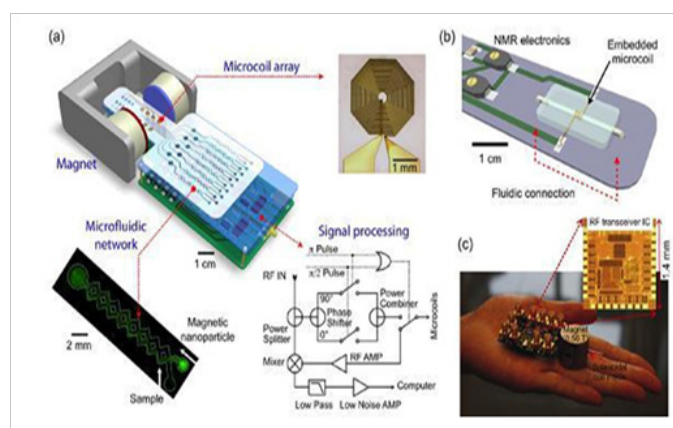 (a)
Microcoil array
1 mm
Magnet
Microfluidic
network
1 cm
Signal processing
π Pulse
π/2 Pulse
RF IN
90°
Phase
Shifter
0°
Power
Splitter
Power
Combiner
Microcoils
Mixer
RF AMP
Computer
Low Pass
Low Noise AMP
2 mm
Magnetic
nanoparticle
Sample
(b)
NMR electronics
Embedded
microcoil
1 cm
Fluidic connection
(c)
RF transceiver IC
1.4 mm
Magnet